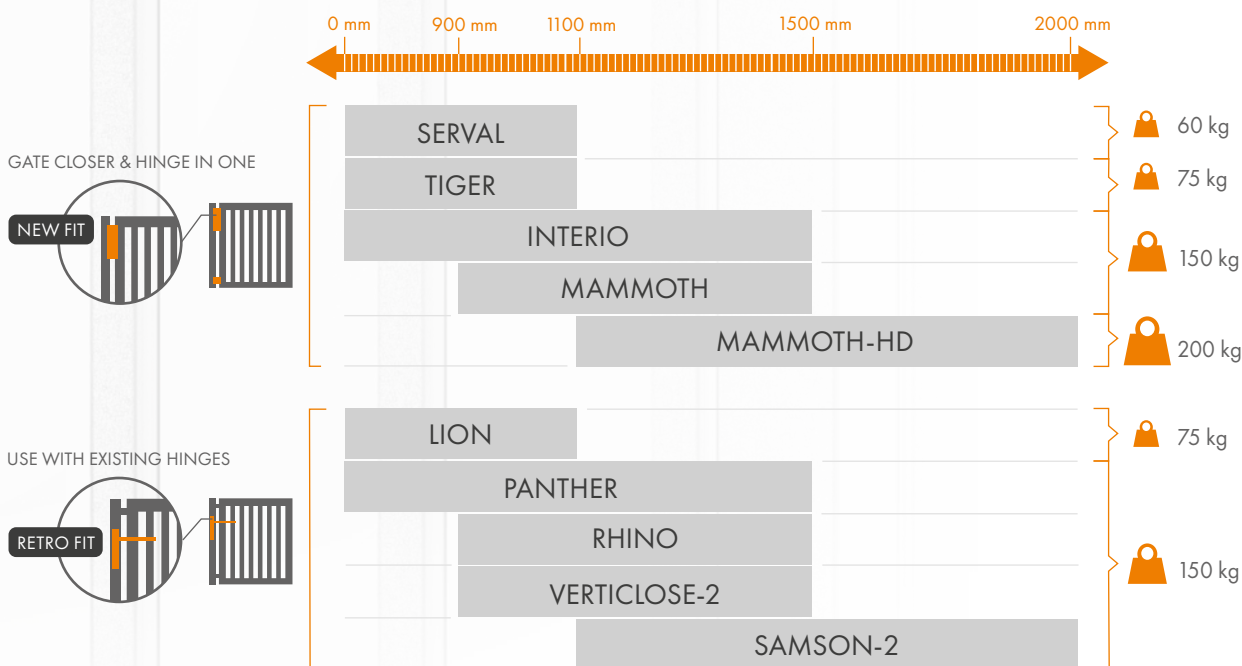 0 mm 900 mm 1100 mm 1500 mm 2000 mm
SERVAL
60 kg
GATE CLOSER & HINGE IN ONE
TIGER
75 kg
NEW FIT
INTERIO
150 kg
MAMMOTH
MAMMOTH-HD
200 kg
LION
75 kg
USE WITH EXISTING HINGES
PANTHER
RETRO FIT
RHINO
150 kg
VERTICLOSE-2
SAMSON-2